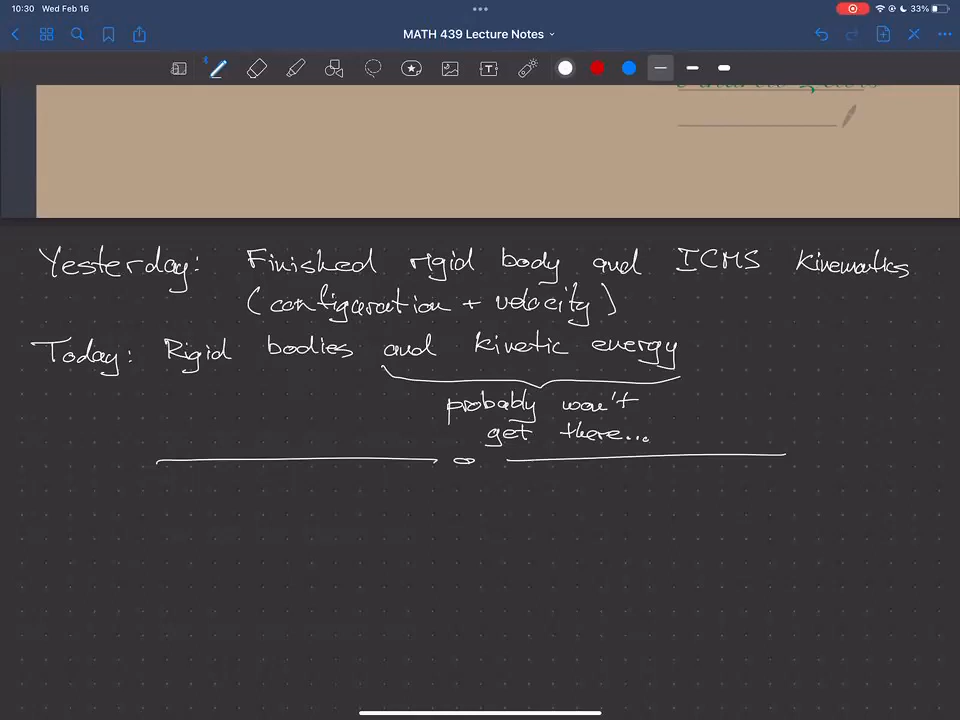 10:30 Wed Feb 16
33%
MATH 439 Lecture Notes
Yesterday: Finished rigid body and ICMS kinematics
(configuration + velocity)
Today: Rigid bodies and kinetic energy
probably won't
get there...